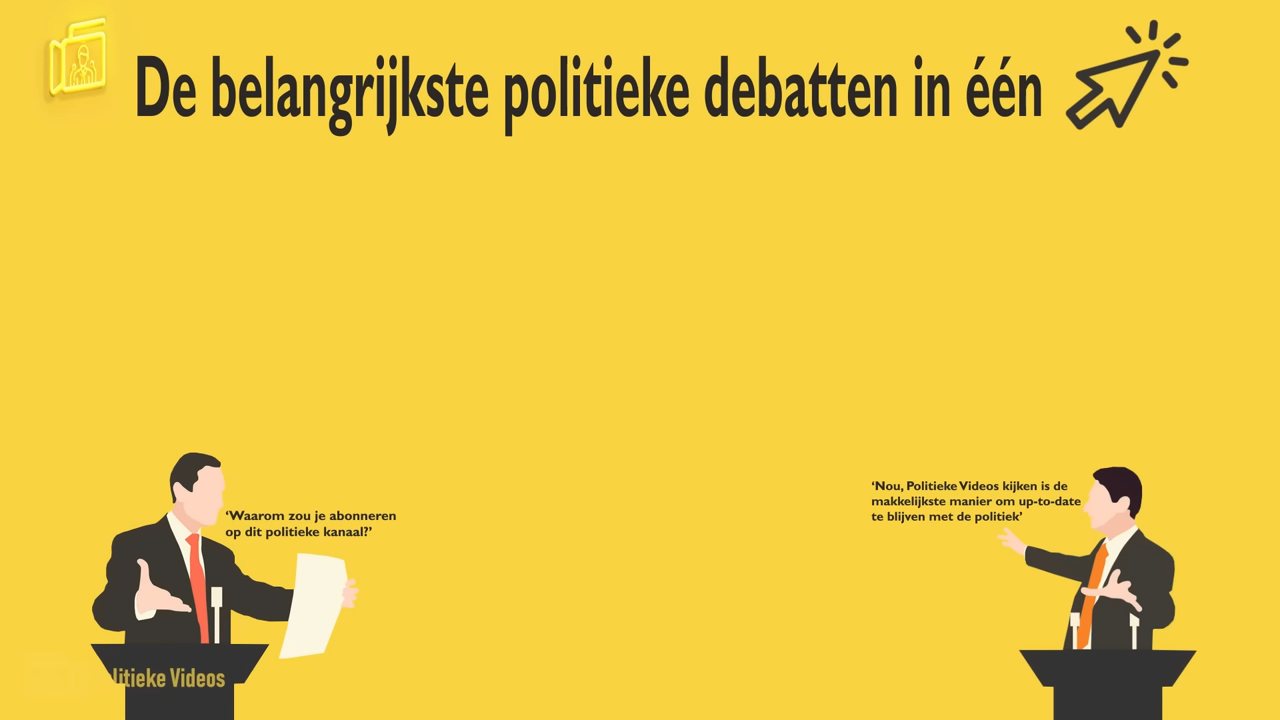 De belangrijkste politieke debatten in één
‘Waarom zou je abonneren
op dit politieke kanaal?’
‘Nou, Politieke Videos kijken is de
makkelijkste manier om up-to-date
te blijven met de politiek’
Videos